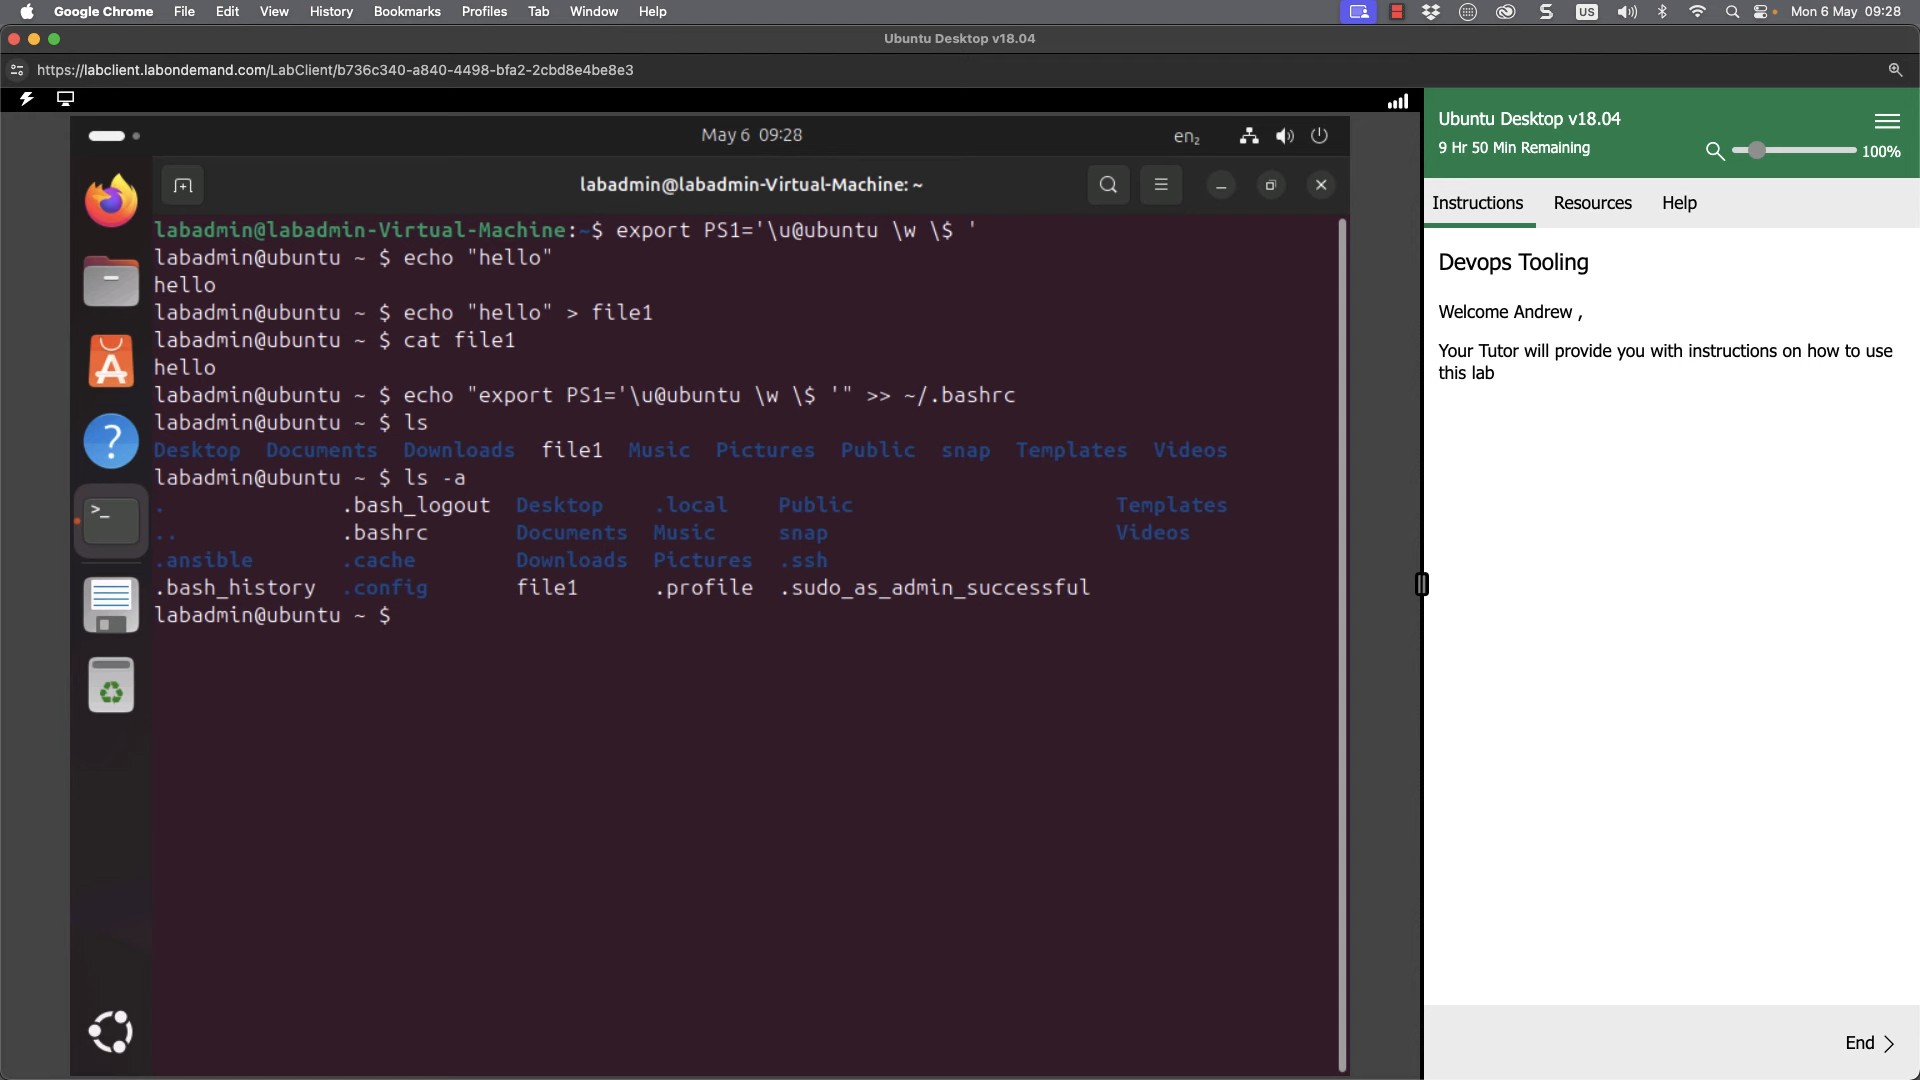 Google Chrome File Edit View History Bookmarks Profiles Tab Window Help US Mon 6 May 09:28
Ubuntu Desktop v18.04
https://labclient.labondemand.com/LabClient/b736c340-a840-4498-bfa2-2cbd8e4be8e3
May 6 09:28
en₂
labadmin@labadmin-Virtual-Machine: ~
labadmin@labadmin-Virtual-Machine:~$ export PS1='\u@ubuntu \w \$ '
labadmin@ubuntu ~ $ echo "hello"
hello
labadmin@ubuntu ~ $ echo "hello" > file1
labadmin@ubuntu ~ $ cat file1
hello
labadmin@ubuntu ~ $ echo "export PS1='\u@ubuntu \w \$ '" >> ~/.bashrc
labadmin@ubuntu ~ $ ls
Desktop Documents Downloads file1 Music Pictures Public snap Templates Videos
labadmin@ubuntu ~ $ ls -a
. .bash_logout Desktop .local Public Templates
.. .bashrc Documents Music snap Videos
.ansible .cache Downloads Pictures .ssh
.bash_history .config file1 .profile .sudo_as_admin_successful
labadmin@ubuntu ~ $
Ubuntu Desktop v18.04
9 Hr 50 Min Remaining
100%
Instructions Resources Help
Devops Tooling
Welcome Andrew ,
Your Tutor will provide you with instructions on how to use
this lab
End